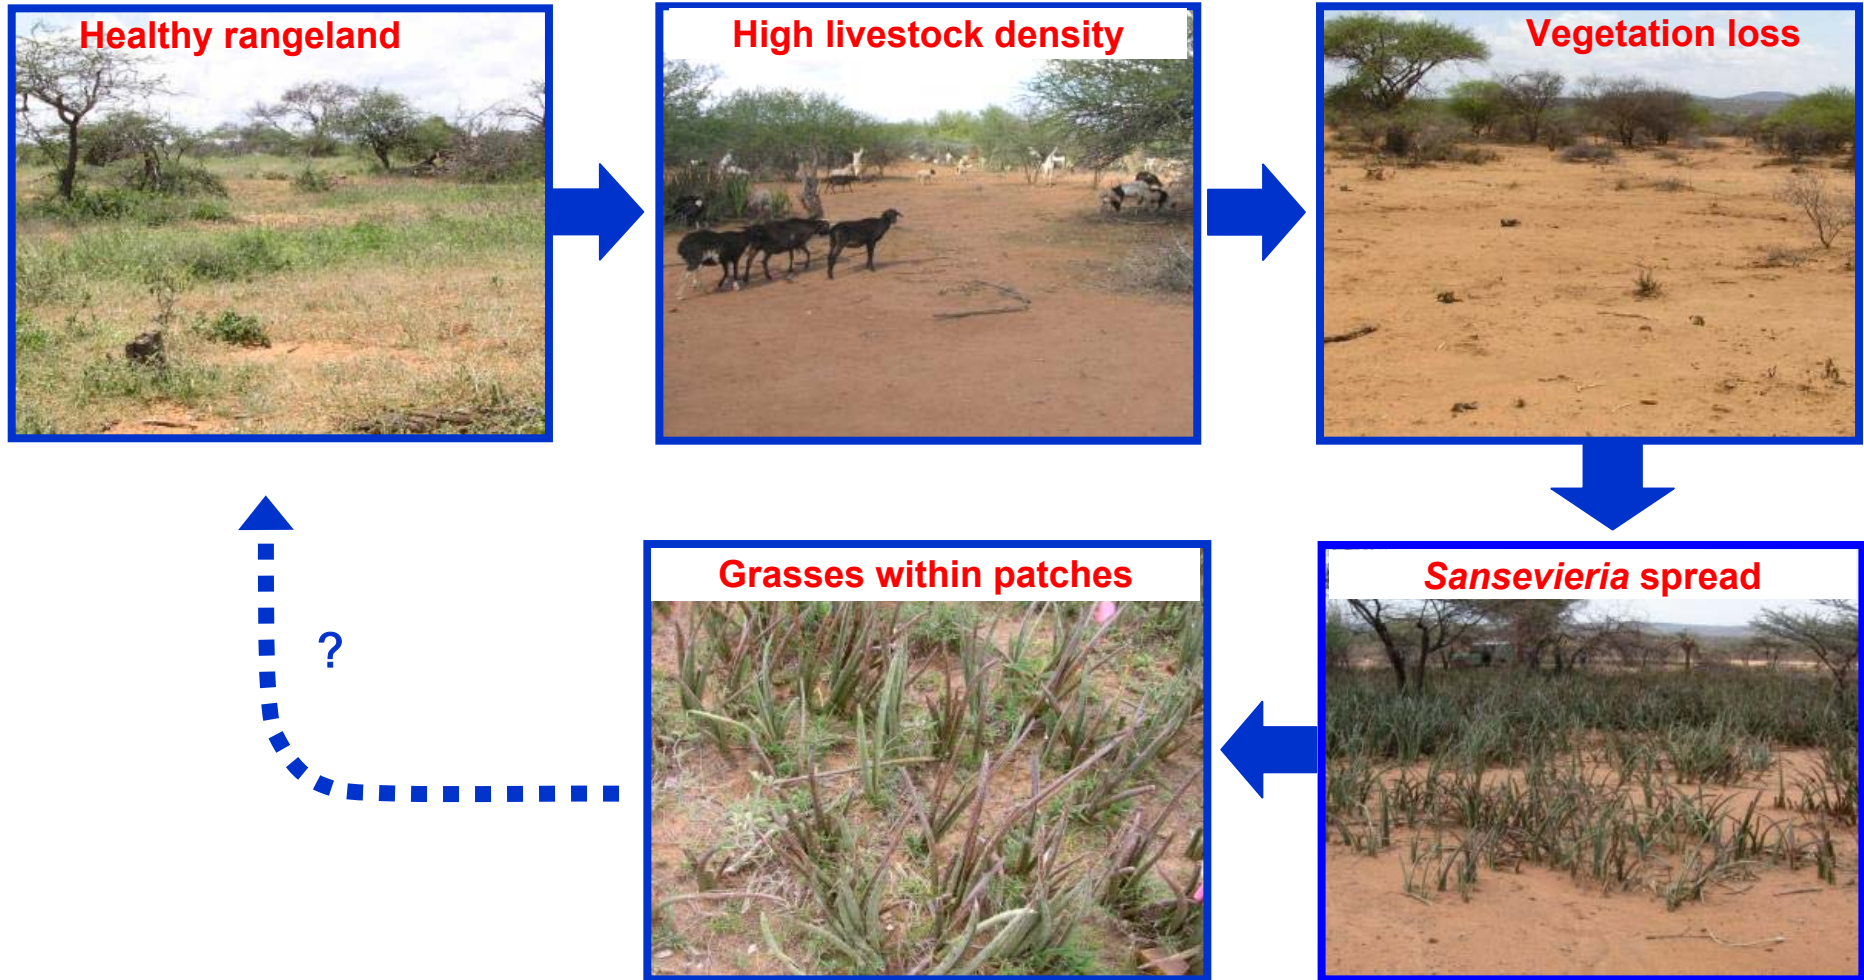 Healthy rangeland
High livestock density
Vegetation loss
?
Grasses within patches
Sansevieria spread